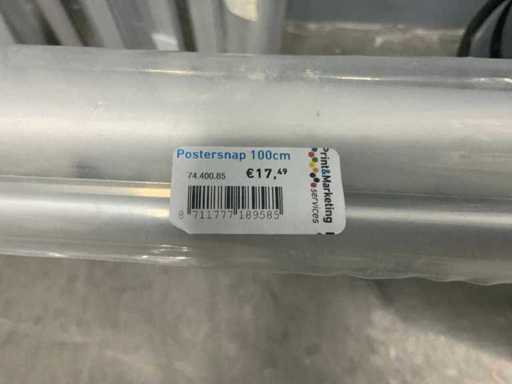 Postersnap 100cm
74.400.85 €17,49
8 711777 189585
Print&Marketing
services